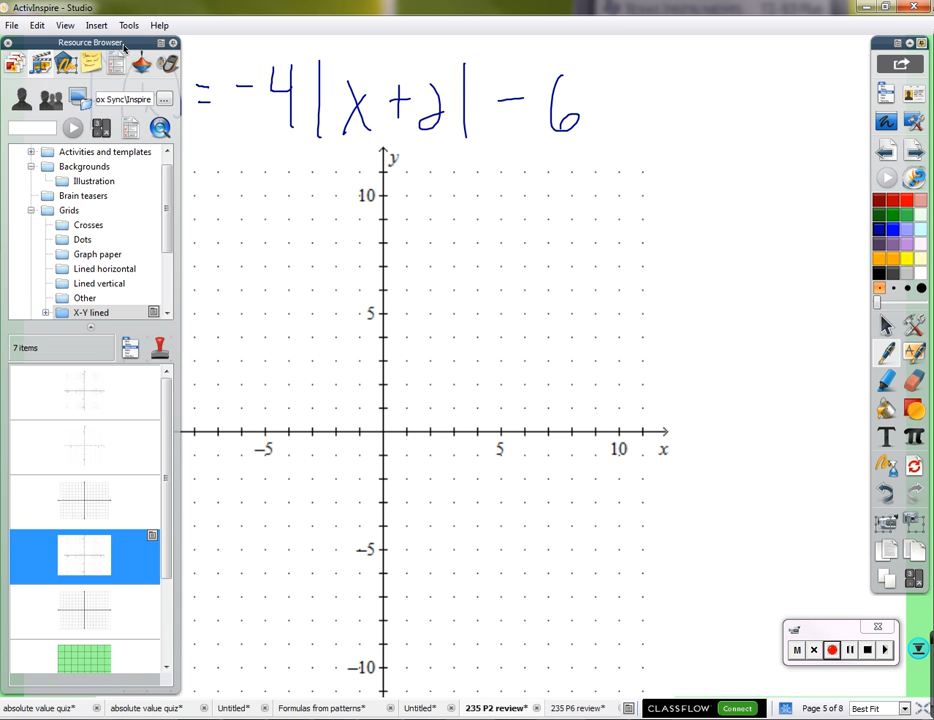 ActivInspire - Studio
File Edit View Insert Tools Help
Resource Browser
ox Sync\Inspire ...
Activities and templates
Backgrounds
Illustration
Brain teasers
Grids
Crosses
Dots
Graph paper
Lined horizontal
Lined vertical
Other
X-Y lined
7 items
= -4|x+2| - 6
y
10
5
-5 5 10 x
-5
-10
T π
M
absolute value quiz* absolute value quiz* Untitled* Formulas from patterns* Untitled* 235 P2 review* 235 P6 review* CLASSFLOW Connect Page 5 of 8 Best Fit